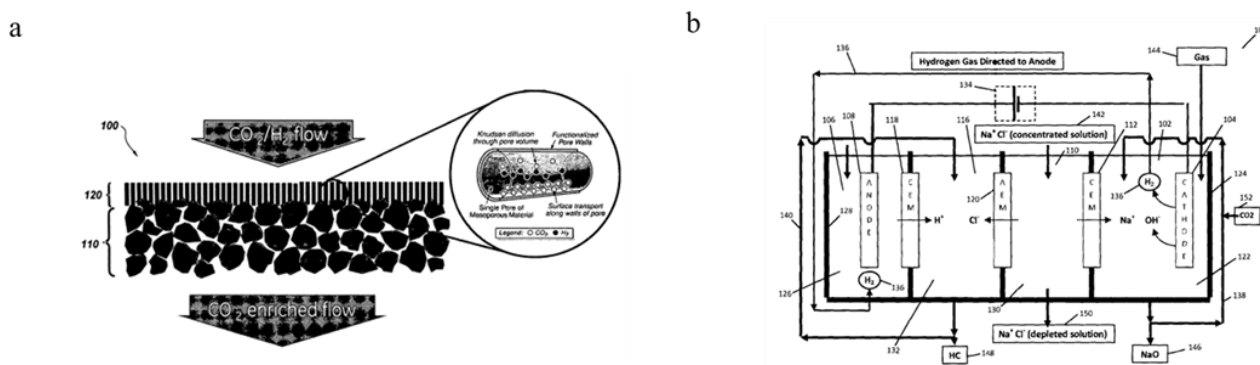 a
100
CO₂/H₂ flow
120
110
CO₂ enriched flow
Knudsen diffusion
through pore volume
Functionalized
Pore Walls
Single Pore of
Mesoporous Material
Surface transport
along walls of pore
Legend: CO₂ H₂
b
136
Hydrogen Gas Directed to Anode
144
Gas
10
134
142
Na⁺ Cl⁻ (concentrated solution)
106
108
118
116
110
112
102
104
ANODE
CEM
120
AEM
CEM
H₂
136
CATHODE
124
152
CO2
140
128
H⁺
Cl⁻
Na⁺
OH⁻
126
H₂
136
122
138
132
130
150
Na⁺ Cl⁻ (depleted solution)
HC
148
NaO
146